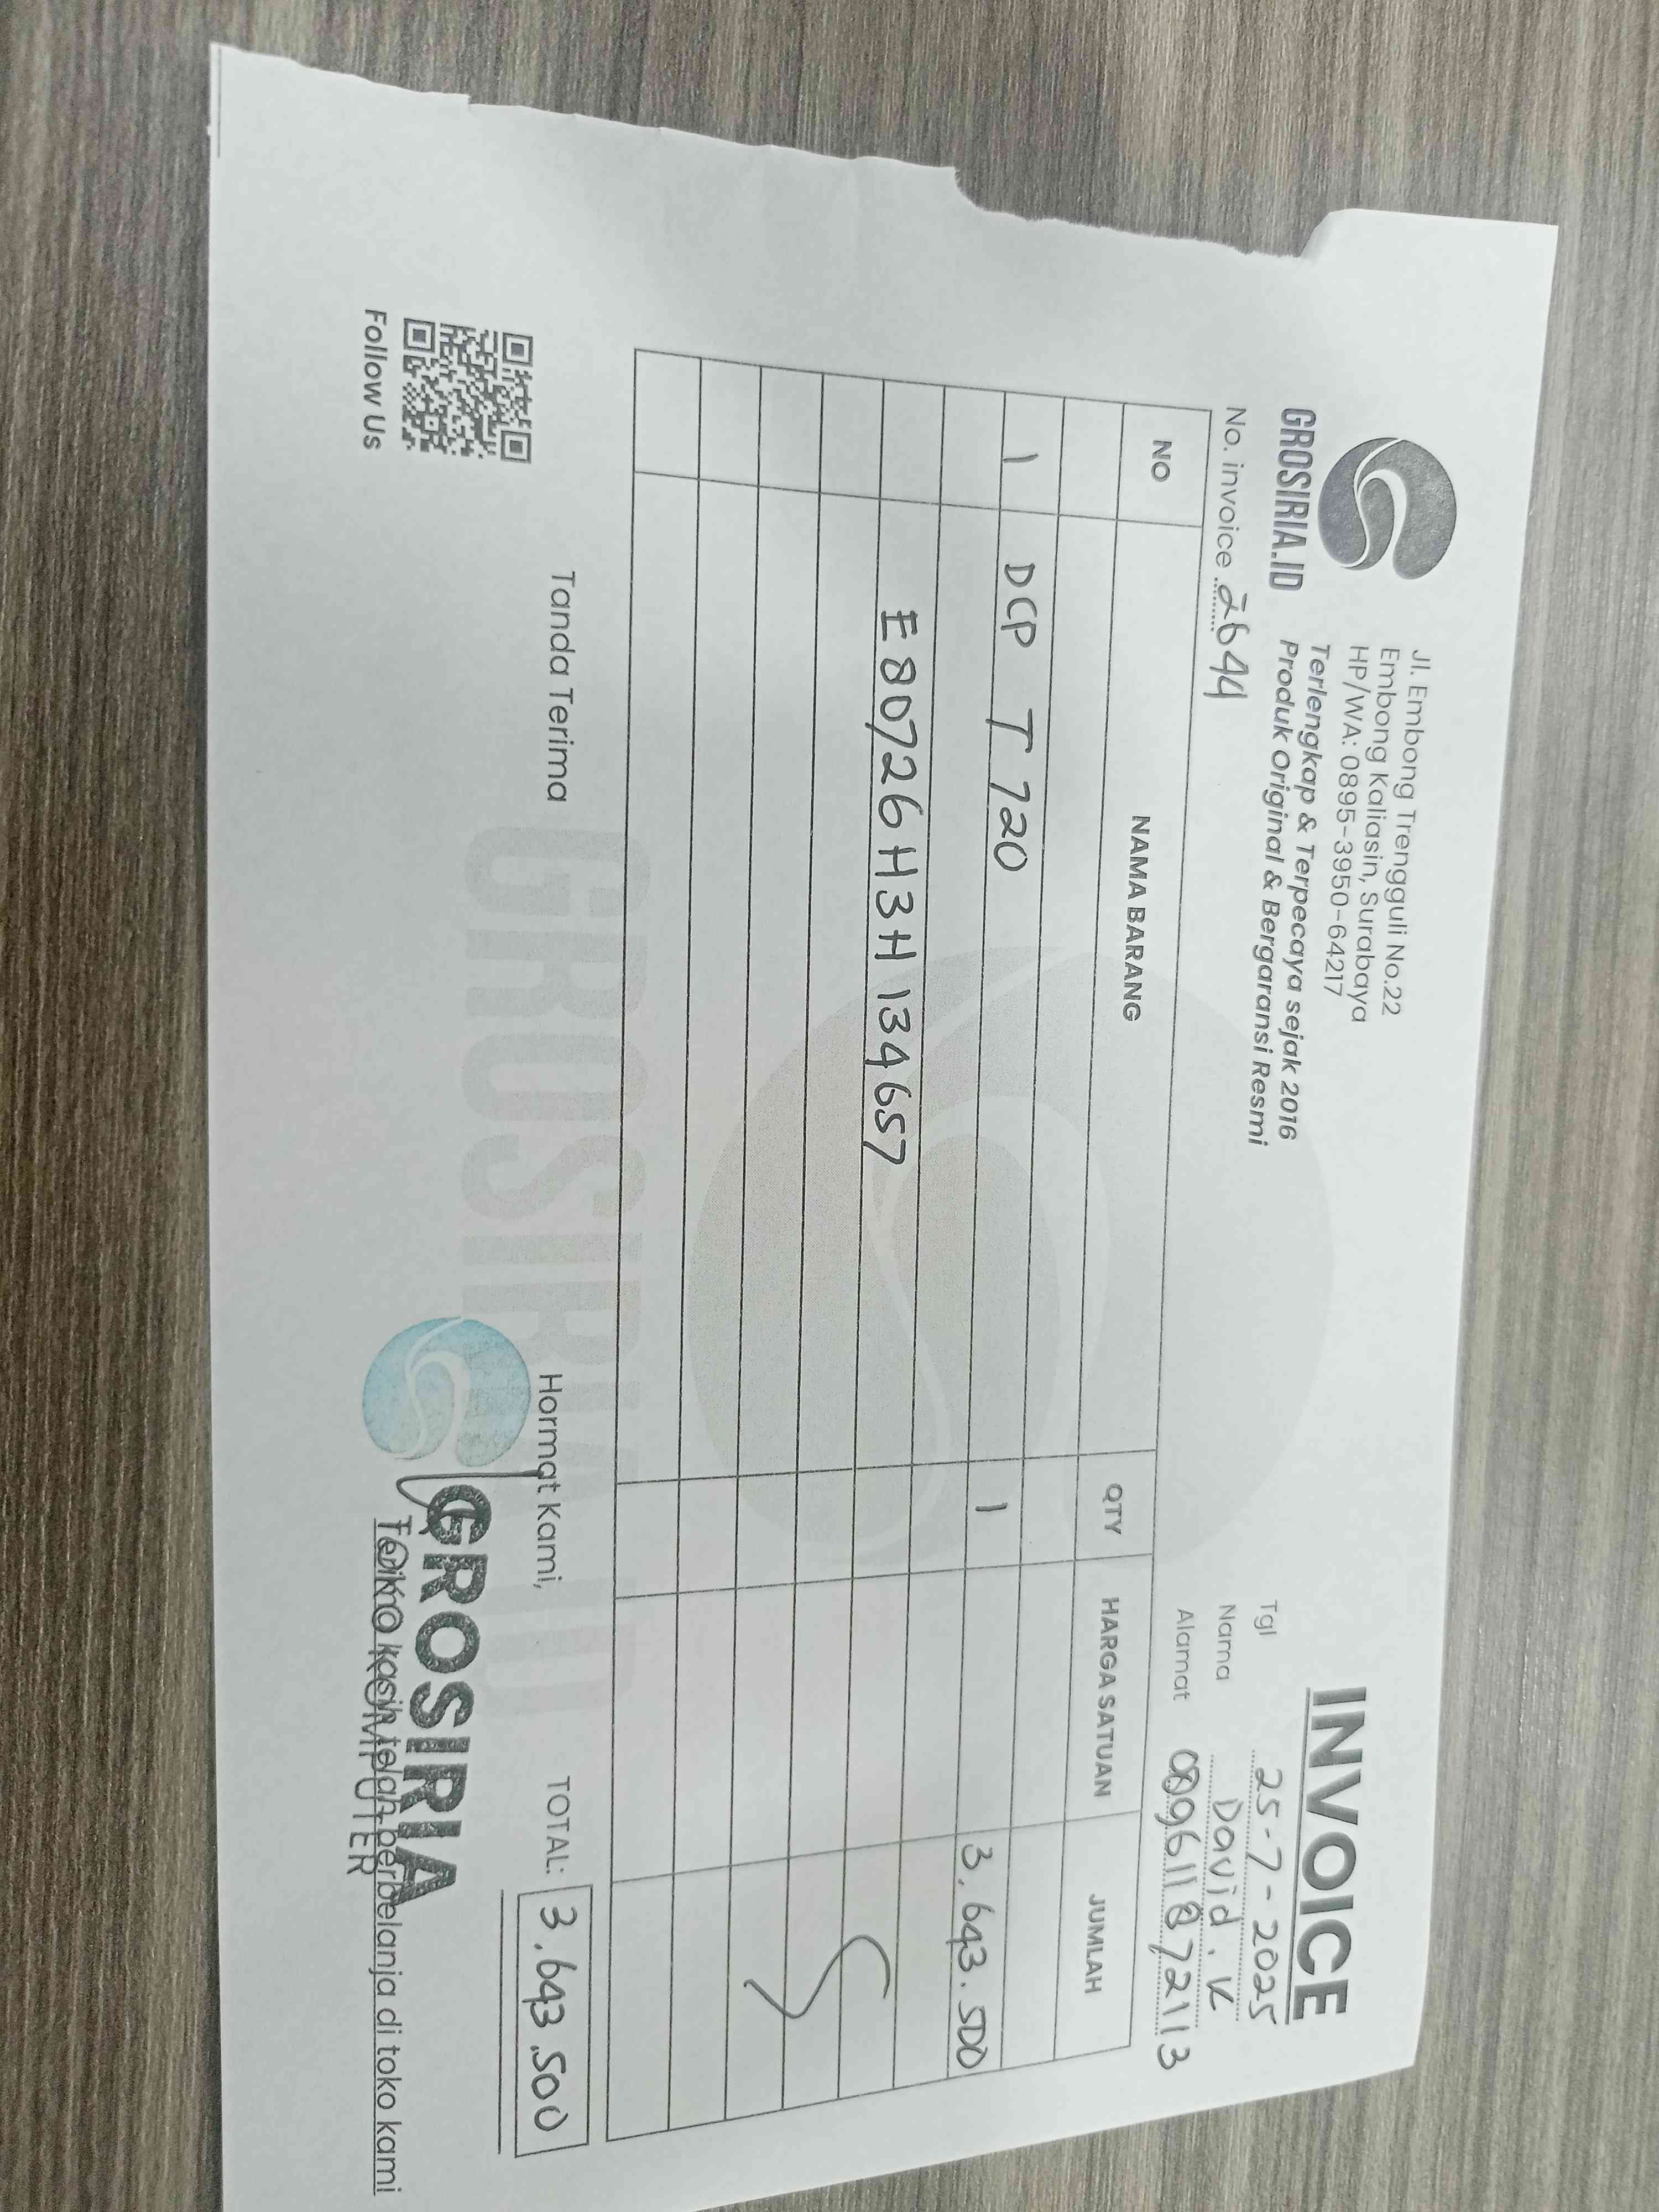 GROSIRIA.ID
Jl. Embong Trengguli No.22
Embong Kaliasin, Surabaya
HP/WA: 0895-3950-64217
Terlengkap & Terpecaya sejak 2016
Produk Original & Bergaransi Resmi
INVOICE
No. invoice 2644
Tgl 25-7-2025
Nama David. K
Alamat 089611872113
NO NAMA BARANG QTY HARGA SATUAN JUMLAH
1 DCP T720 1 3.643.500
E80726H3H134657
GROSIRIA.ID
Tanda Terima Hormat Kami, TOTAL: 3.643.500
GROSIRIA
KOMPUTER
Terima kasih telah berbelanja di toko kami
Follow Us